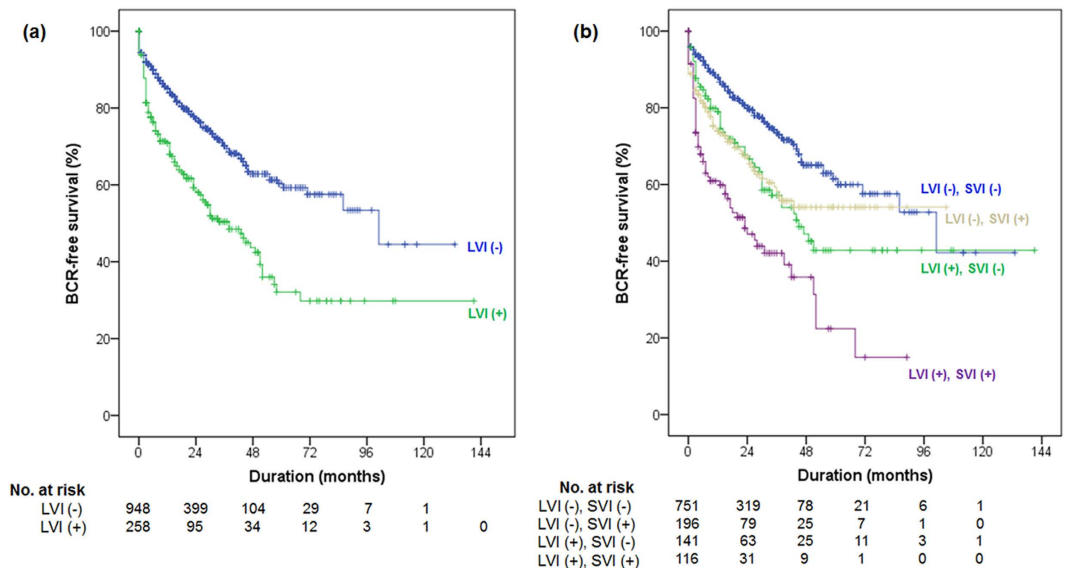 (a)
100
80
60
40
20
0
BCR-free survival (%)
LVI (-)
LVI (+)
0 24 48 72 96 120 144
Duration (months)
No. at risk
LVI (-) 948 399 104 29 7 1
LVI (+) 258 95 34 12 3 1 0
(b)
100
80
60
40
20
0
BCR-free survival (%)
LVI (-), SVI (-)
LVI (-), SVI (+)
LVI (+), SVI (-)
LVI (+), SVI (+)
0 24 48 72 96 120 144
Duration (months)
No. at risk
LVI (-), SVI (-) 751 319 78 21 6 1
LVI (-), SVI (+) 196 79 25 7 1 0
LVI (+), SVI (-) 141 63 25 11 3 1
LVI (+), SVI (+) 116 31 9 1 0 0